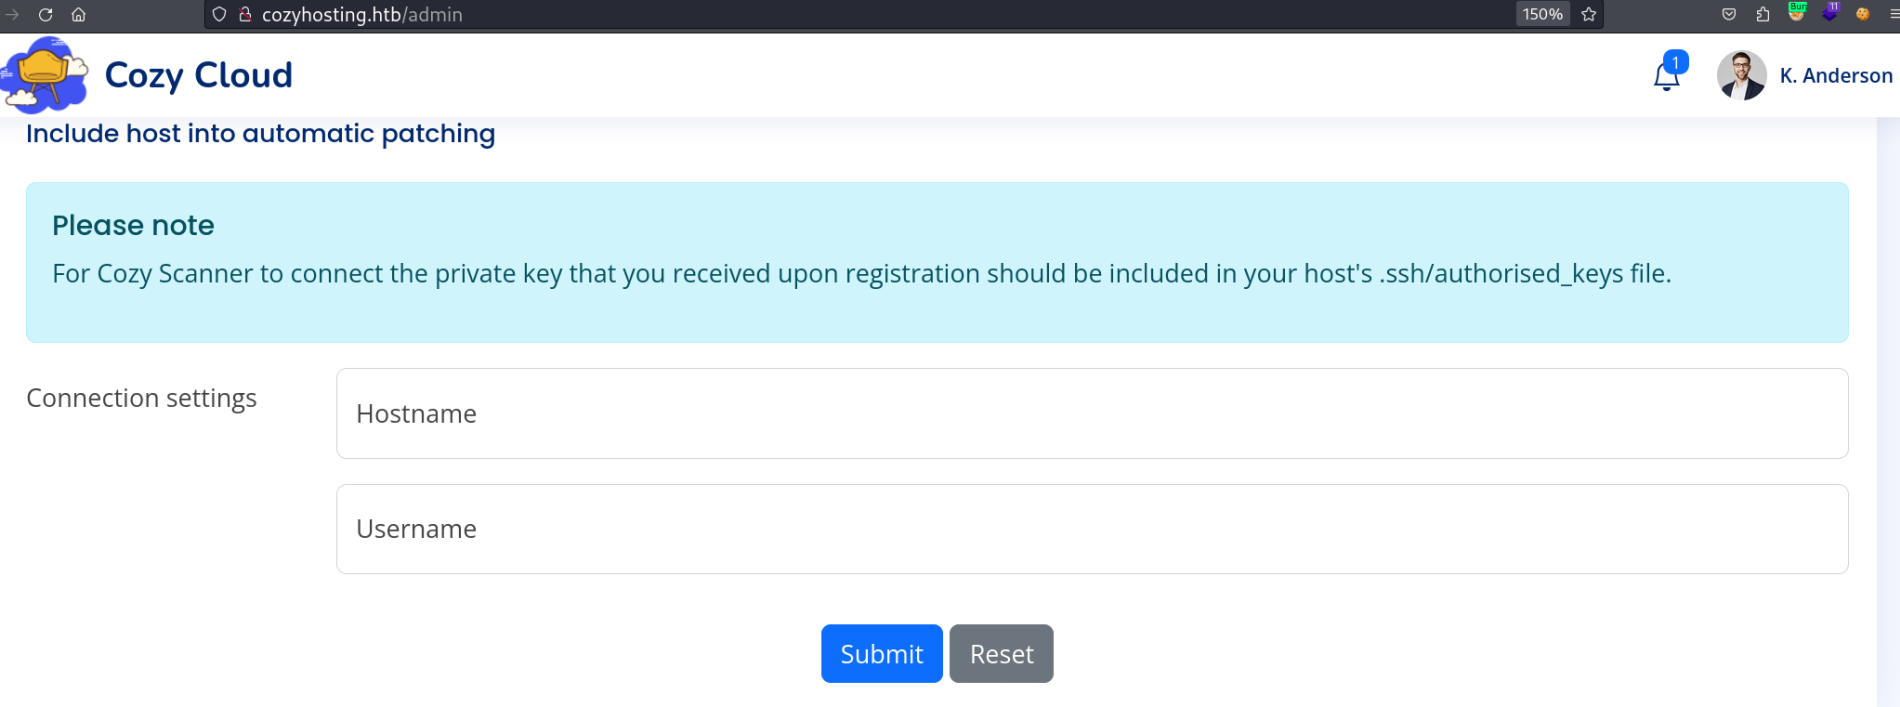 cozyhosting.htb/admin
150%
Bur
11
Cozy Cloud
1
K. Anderson
Include host into automatic patching
Please note
For Cozy Scanner to connect the private key that you received upon registration should be included in your host's .ssh/authorised_keys file.
Connection settings
Hostname
Username
Submit
Reset